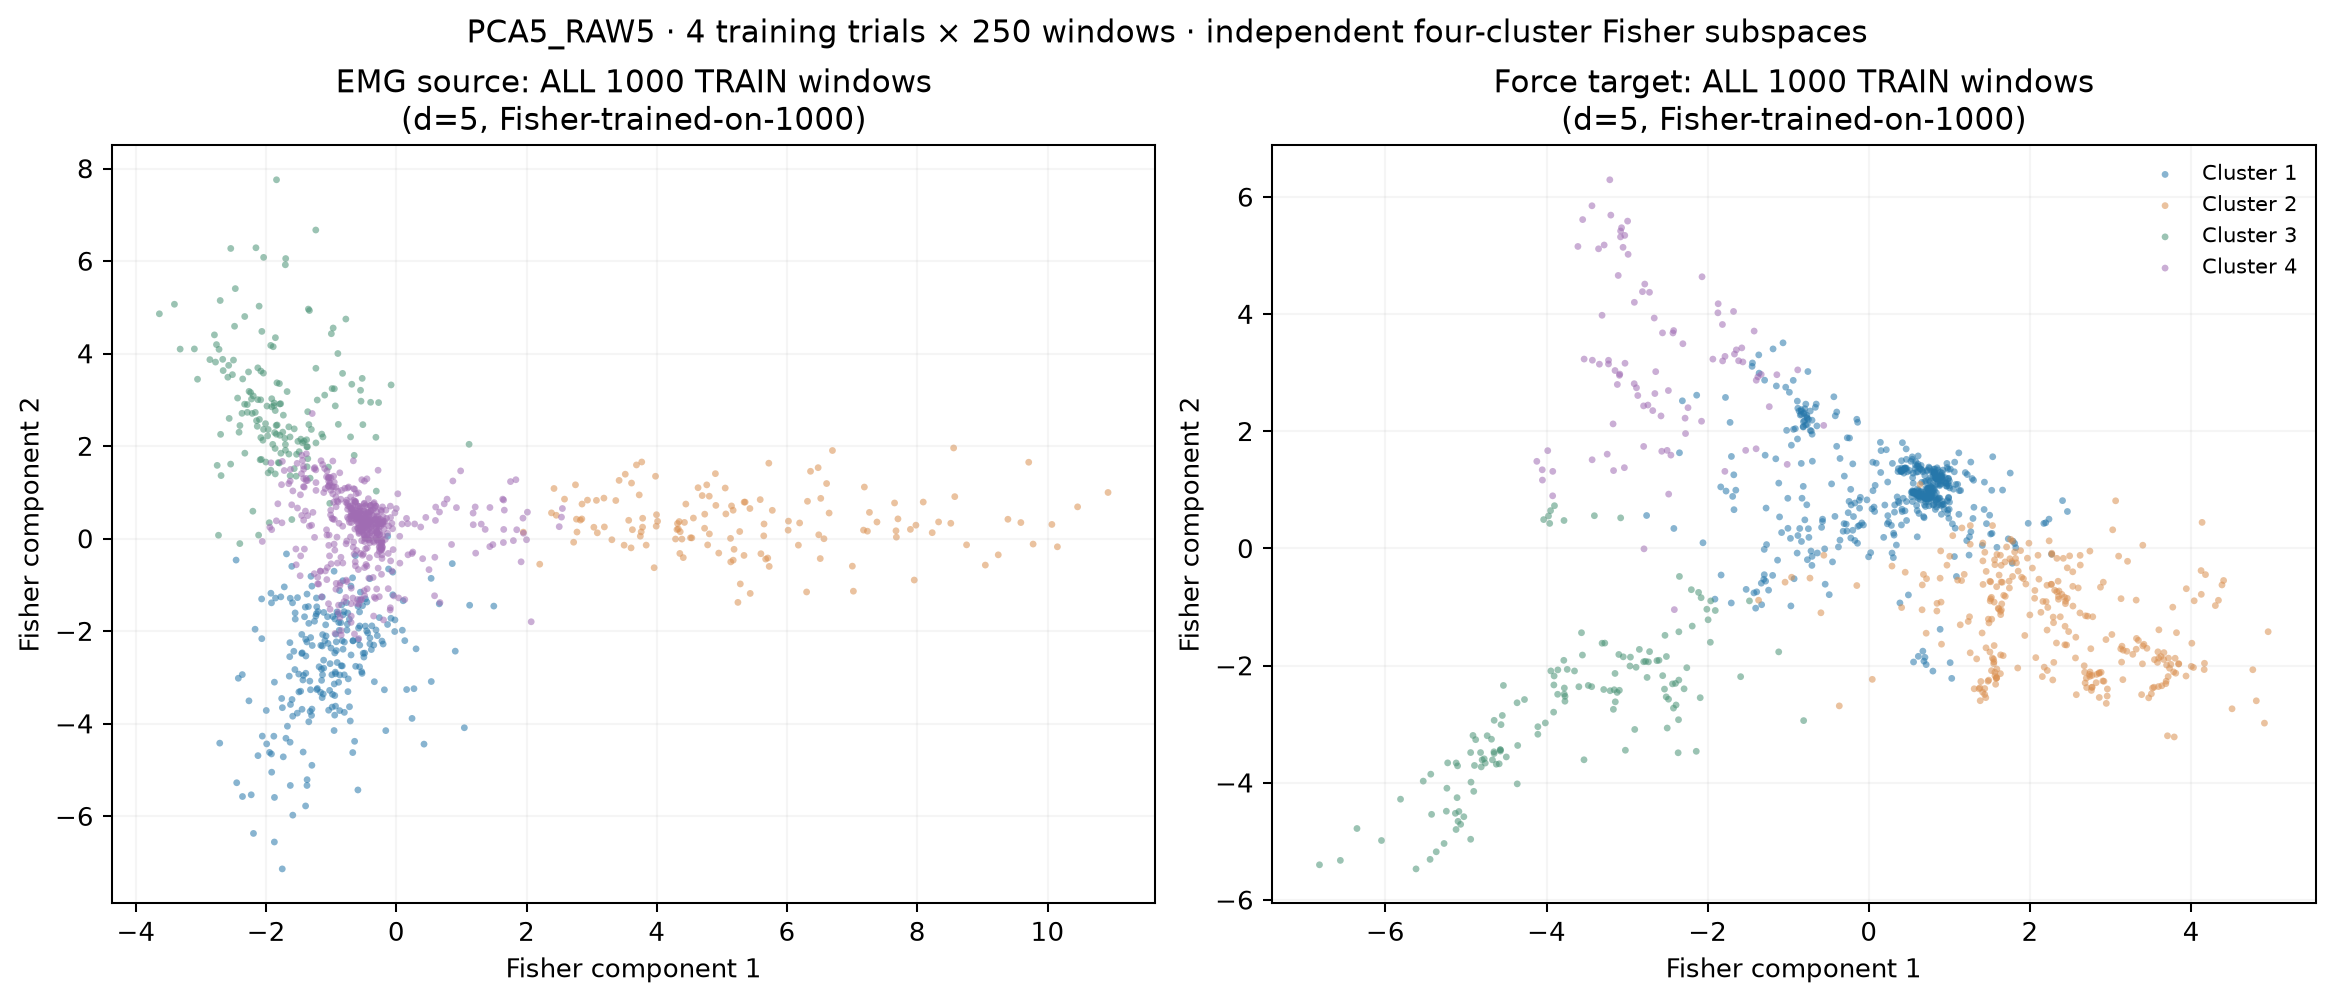 PCA5_RAW5 · 4 training trials × 250 windows · independent four-cluster Fisher subspaces
EMG source: ALL 1000 TRAIN windows
(d=5, Fisher-trained-on-1000)
8
6
4
2
0
−2
−4
−6
Fisher component 2
−4
−2
0
2
4
6
8
10
Fisher component 1
Force target: ALL 1000 TRAIN windows
(d=5, Fisher-trained-on-1000)
Cluster 1
Cluster 2
Cluster 3
Cluster 4
6
4
2
0
−2
−4
−6
Fisher component 2
−6
−4
−2
0
2
4
Fisher component 1